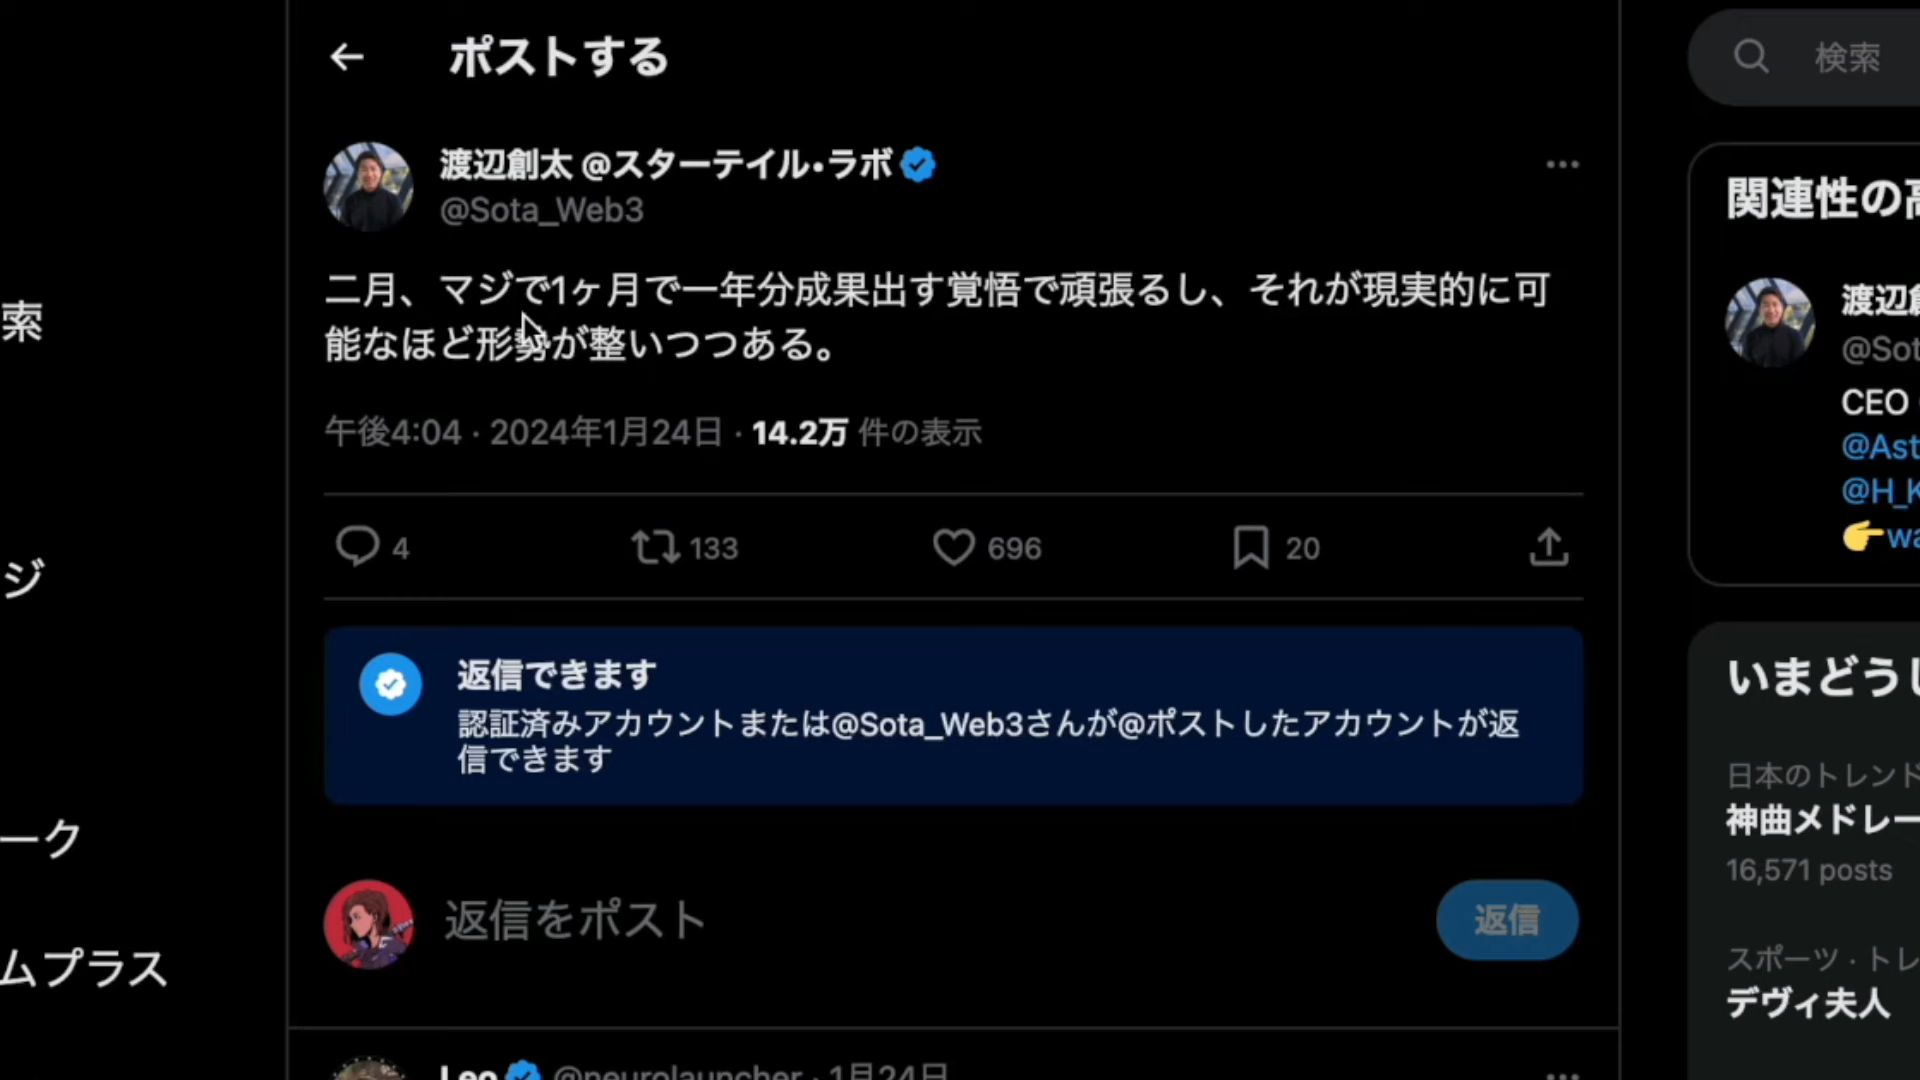 ポストする
検索
渡辺創太 @スターテイル・ラボ
@Sota_Web3
関連性の
索
二月、マジで1ヶ月で一年分成果出す覚悟で頑張るし、それが現実的に可
能なほど形勢が整いつつある。
渡辺
@Sot
CEO
@Ast
@H_K
午後4:04 · 2024年1月24日 · 14.2万 件の表示
4 133 696 20
ジ
返信できます
認証済みアカウントまたは@Sota_Web3さんが@ポストしたアカウントが返
信できます
いまどうし
日本のトレンド
神曲メドレー
16,571 posts
ーク
返信をポスト
返信
ムプラス
スポーツ · トレ
デヴィ夫人
Leo @neurolauncher · 1月24日